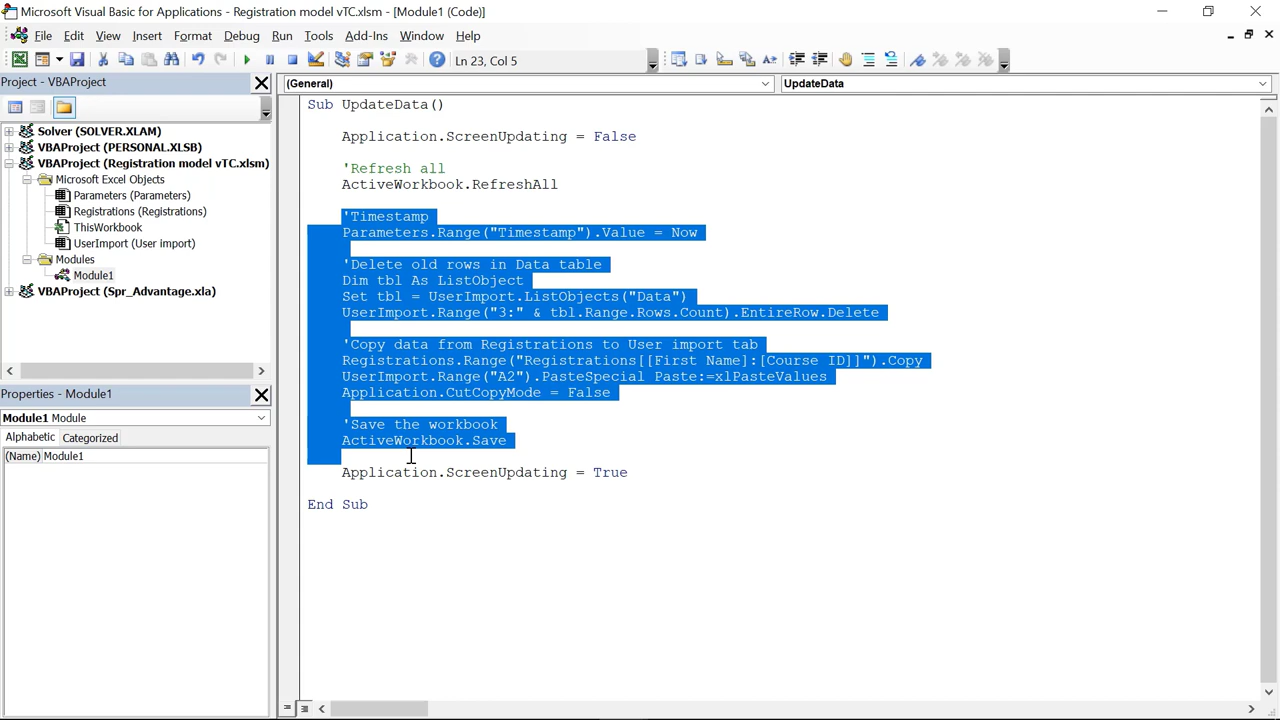 Microsoft Visual Basic for Applications - Registration model vTC.xlsm - [Module1 (Code)]
File Edit View Insert Format Debug Run Tools Add-Ins Window Help
Ln 23, Col 5
Project - VBAProject
(General)
UpdateData
Solver (SOLVER.XLAM)
VBAProject (PERSONAL.XLSB)
VBAProject (Registration model vTC.xlsm)
Microsoft Excel Objects
Parameters (Parameters)
Registrations (Registrations)
ThisWorkbook
UserImport (User import)
Modules
Module1
VBAProject (Spr_Advantage.xla)
Properties - Module1
Module1 Module
Alphabetic Categorized
(Name) Module1
Sub UpdateData()
Application.ScreenUpdating = False
'Refresh all
ActiveWorkbook.RefreshAll
'Timestamp
Parameters.Range("Timestamp").Value = Now
'Delete old rows in Data table
Dim tbl As ListObject
Set tbl = UserImport.ListObjects("Data")
UserImport.Range("3:" & tbl.Range.Rows.Count).EntireRow.Delete
'Copy data from Registrations to User import tab
Registrations.Range("Registrations[[First Name]:[Course ID]]").Copy
UserImport.Range("A2").PasteSpecial Paste:=xlPasteValues
Application.CutCopyMode = False
'Save the workbook
ActiveWorkbook.Save
Application.ScreenUpdating = True
End Sub